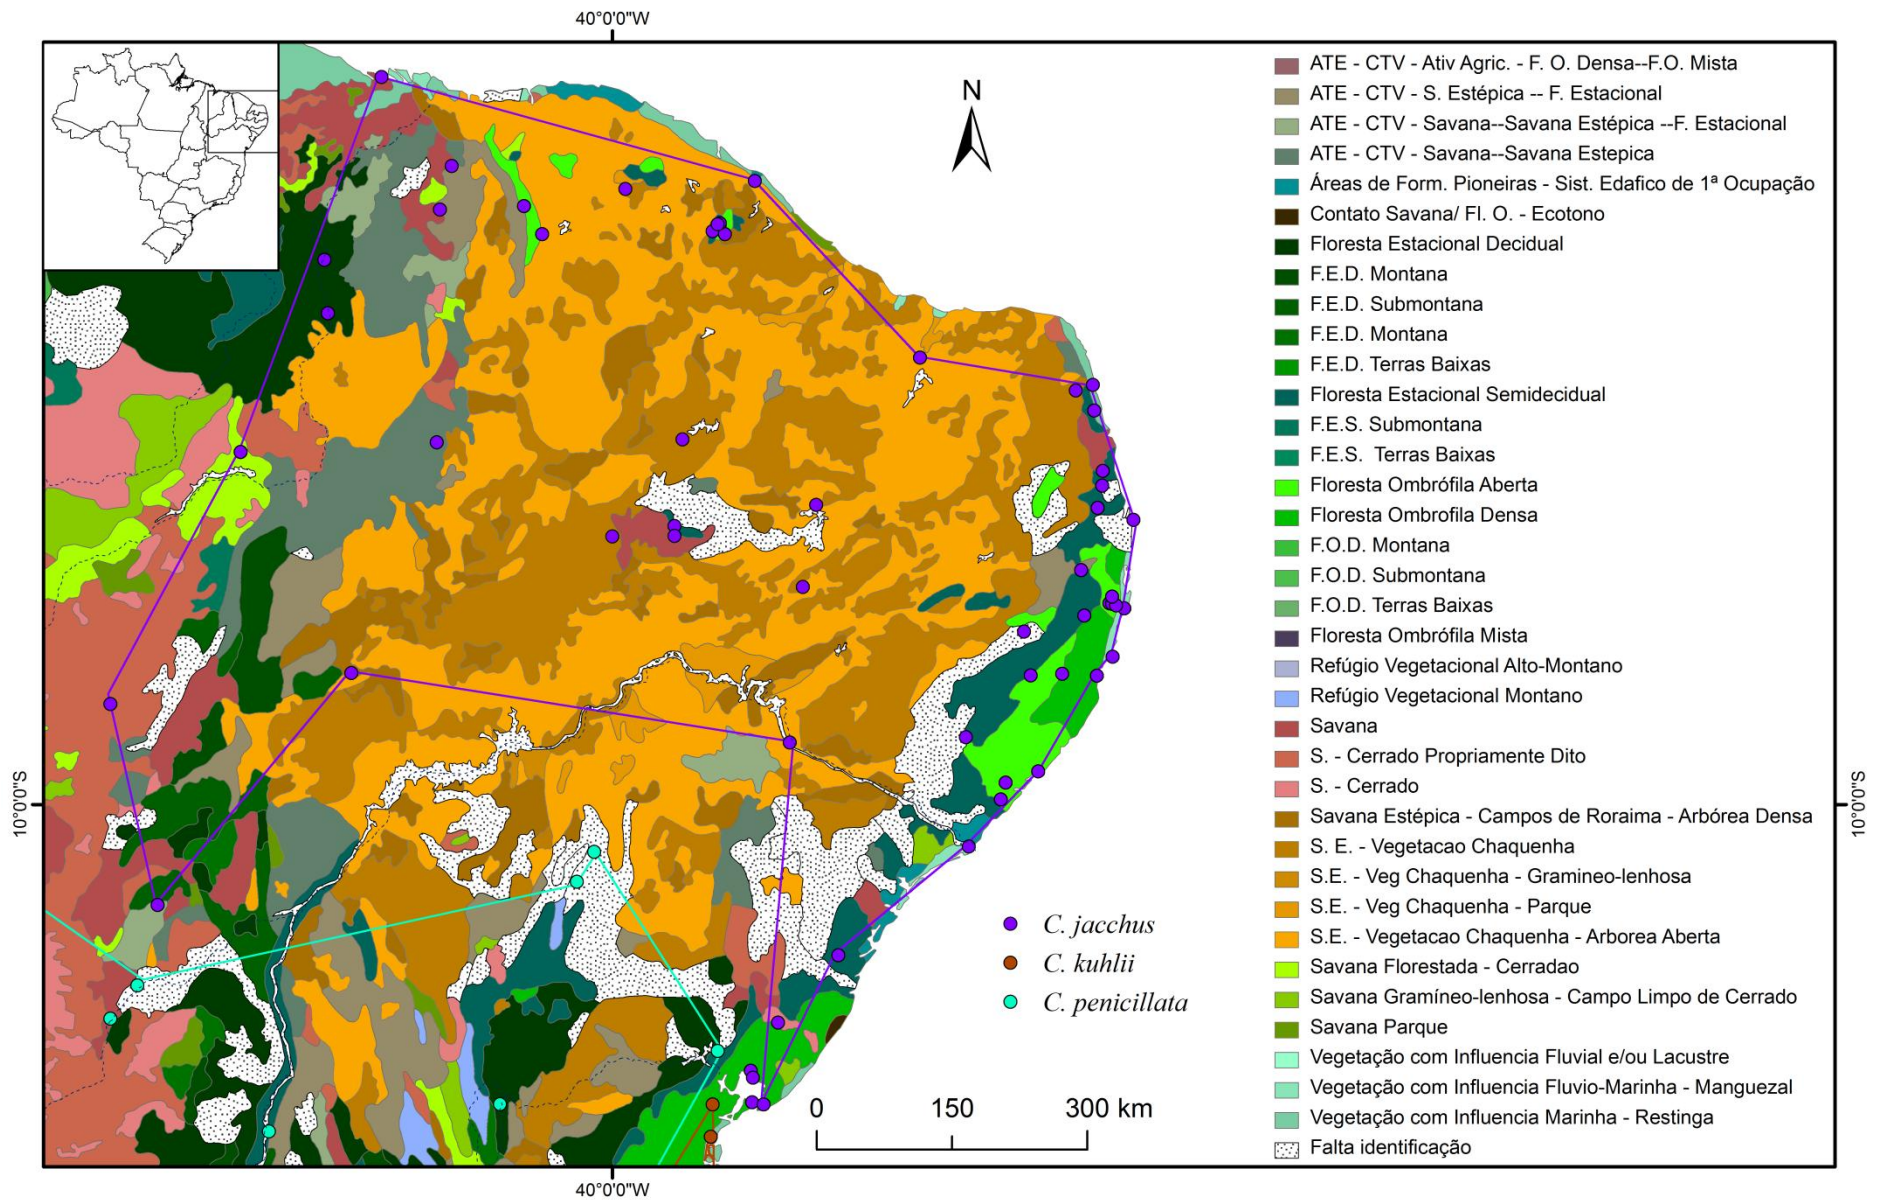 40°0'0"W
N
10°0'0"S
10°0'0"S
ATE - CTV - Ativ Agric. - F. O. Densa--F.O. Mista
ATE - CTV - S. Estépica -- F. Estacional
ATE - CTV - Savana--Savana Estépica --F. Estacional
ATE - CTV - Savana--Savana Estepica
Áreas de Form. Pioneiras - Sist. Edafico de 1ª Ocupação
Contato Savana/ Fl. O. - Ecotono
Floresta Estacional Decidual
F.E.D. Montana
F.E.D. Submontana
F.E.D. Montana
F.E.D. Terras Baixas
Floresta Estacional Semidecidual
F.E.S. Submontana
F.E.S. Terras Baixas
Floresta Ombrófila Aberta
Floresta Ombrofila Densa
F.O.D. Montana
F.O.D. Submontana
F.O.D. Terras Baixas
Floresta Ombrófila Mista
Refúgio Vegetacional Alto-Montano
Refúgio Vegetacional Montano
Savana
S. - Cerrado Propriamente Dito
S. - Cerrado
Savana Estépica - Campos de Roraima - Arbórea Densa
S. E. - Vegetacao Chaquenha
S.E. - Veg Chaquenha - Gramineo-lenhosa
S.E. - Veg Chaquenha - Parque
S.E. - Vegetacao Chaquenha - Arborea Aberta
Savana Florestada - Cerradao
Savana Gramíneo-lenhosa - Campo Limpo de Cerrado
Savana Parque
Vegetação com Influencia Fluvial e/ou Lacustre
Vegetação com Influencia Fluvio-Marinha - Manguezal
Vegetação com Influencia Marinha - Restinga
Falta identificação
C. jacchus
C. kuhlii
C. penicillata
0 150 300 km
40°0'0"W